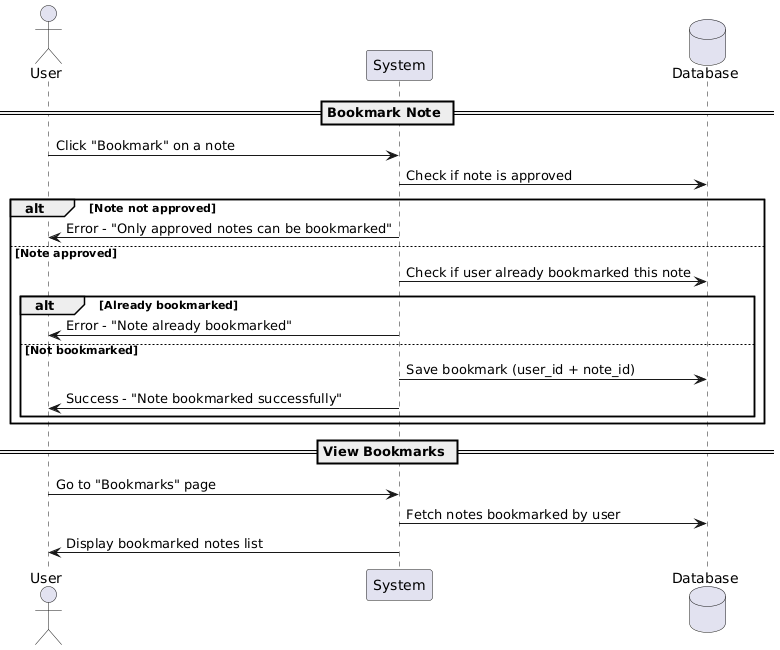 User
System
Database
Bookmark Note
Click "Bookmark" on a note
Check if note is approved
alt [Note not approved]
Error - "Only approved notes can be bookmarked"
[Note approved]
Check if user already bookmarked this note
alt [Already bookmarked]
Error - "Note already bookmarked"
[Not bookmarked]
Save bookmark (user_id + note_id)
Success - "Note bookmarked successfully"
View Bookmarks
Go to "Bookmarks" page
Fetch notes bookmarked by user
Display bookmarked notes list
User
System
Database